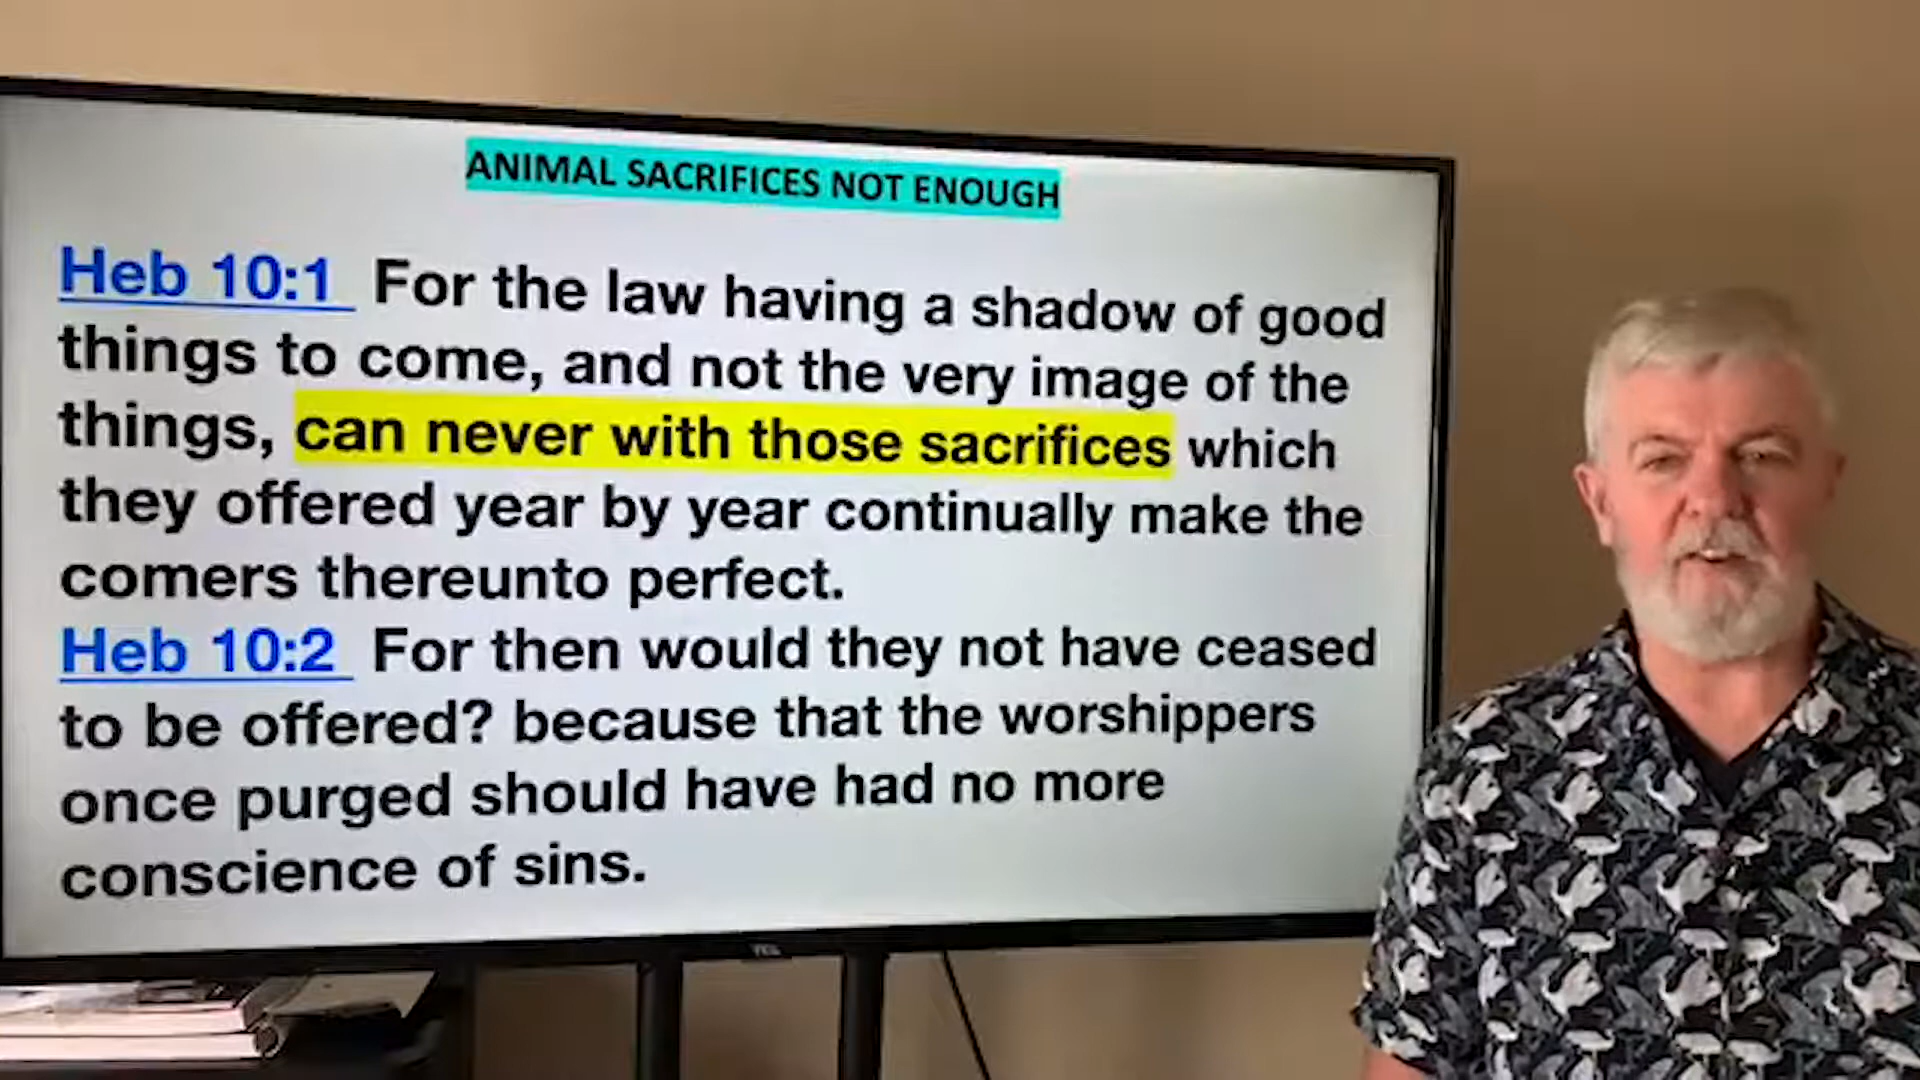 ANIMAL SACRIFICES NOT ENOUGH
Heb 10:1 For the law having a shadow of good
things to come, and not the very image of the
things, can never with those sacrifices which
they offered year by year continually make the
comers thereunto perfect.
Heb 10:2 For then would they not have ceased
to be offered? because that the worshippers
once purged should have had no more
conscience of sins.